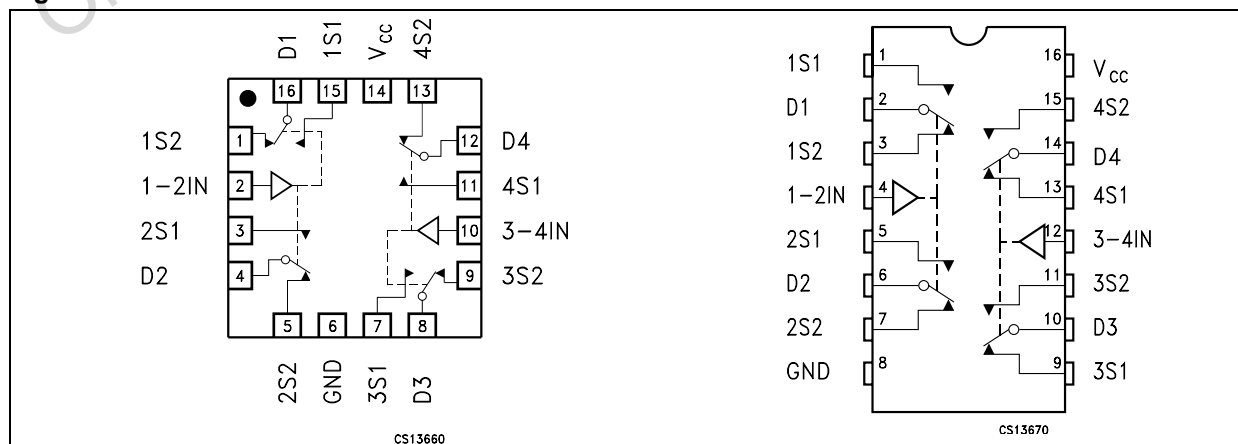 D1 1S1 Vcc 4S2
16 15 14 13
1S2 1 12 D4
1-2IN 2 11 4S1
2S1 3 10 3-4IN
D2 4 9 3S2
5 6 7 8
2S2 GND 3S1 D3
CS13660
1S1 1 16 Vcc
D1 2 15 4S2
1S2 3 14 D4
1-2IN 4 13 4S1
2S1 5 12 3-4IN
D2 6 11 3S2
2S2 7 10 D3
GND 8 9 3S1
CS13670